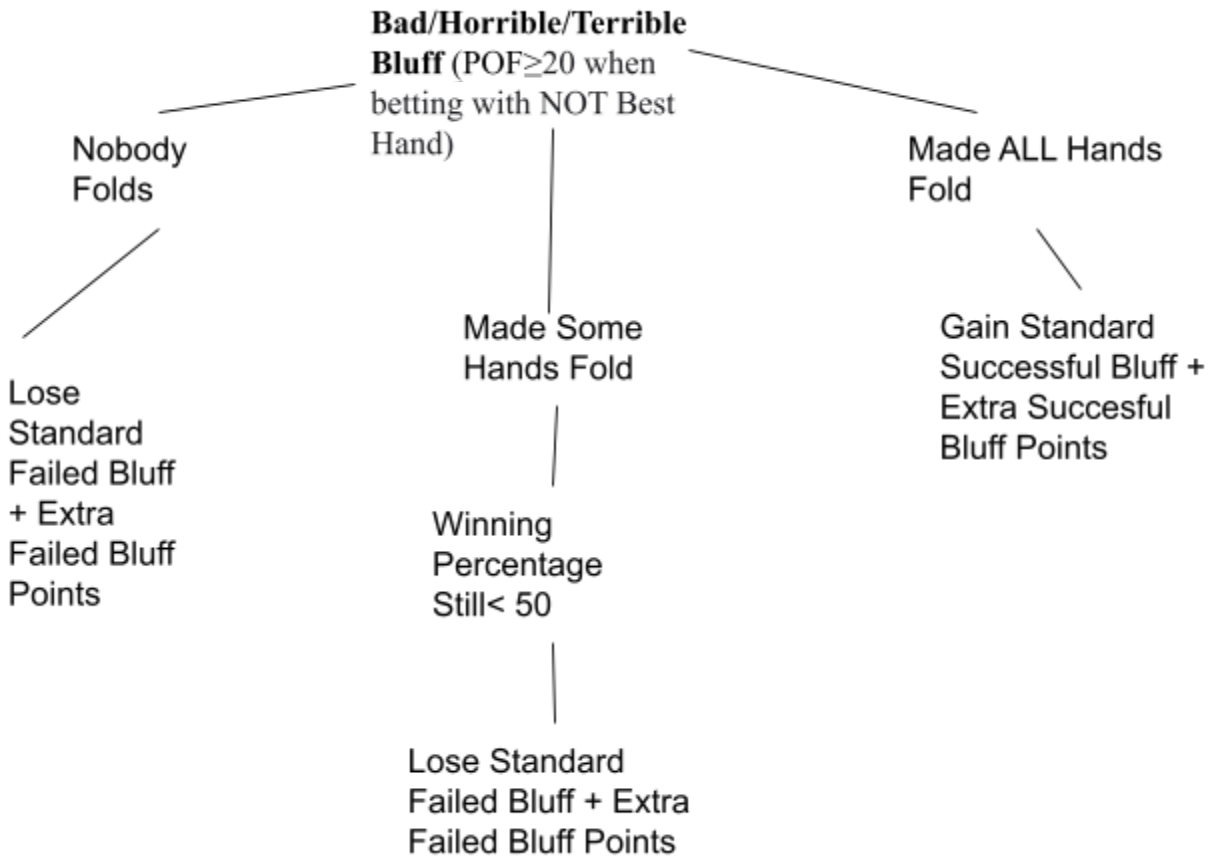 Bad/Horrible/Terrible
Bluff (POF≥20 when
betting with NOT Best
Hand)
Nobody
Folds
Made ALL Hands
Fold
Made Some
Hands Fold
Gain Standard
Successful Bluff +
Extra Succesful
Bluff Points
Lose
Standard
Failed Bluff
+ Extra
Failed Bluff
Points
Winning
Percentage
Still< 50
Lose Standard
Failed Bluff + Extra
Failed Bluff Points